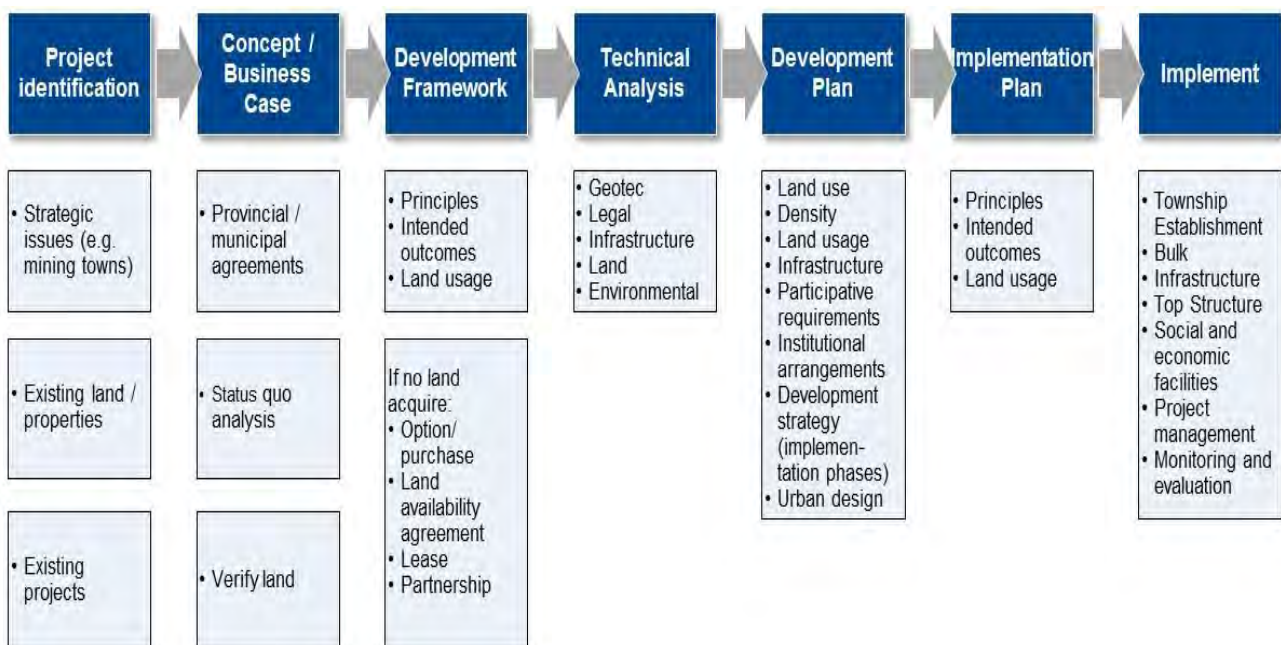 Project
identification
Concept /
Business
Case
Development
Framework
Technical
Analysis
Development
Plan
Implementation
Plan
Implement
• Strategic
issues (e.g.
mining towns)
• Existing land /
properties
• Existing
projects
• Provincial /
municipal
agreements
• Status quo
analysis
• Verify land
• Principles
• Intended
outcomes
• Land usage
If no land
acquire:
• Option/
purchase
• Land
availability
agreement
• Lease
• Partnership
• Geotec
• Legal
• Infrastructure
• Land
• Environmental
• Land use
• Density
• Land usage
• Infrastructure
• Participative
requirements
• Institutional
arrangements
• Development
strategy
(implemen-
tation phases)
• Urban design
• Principles
• Intended
outcomes
• Land usage
• Township
Establishment
• Bulk
• Infrastructure
• Top Structure
• Social and
economic
facilities
• Project
management
• Monitoring and
evaluation